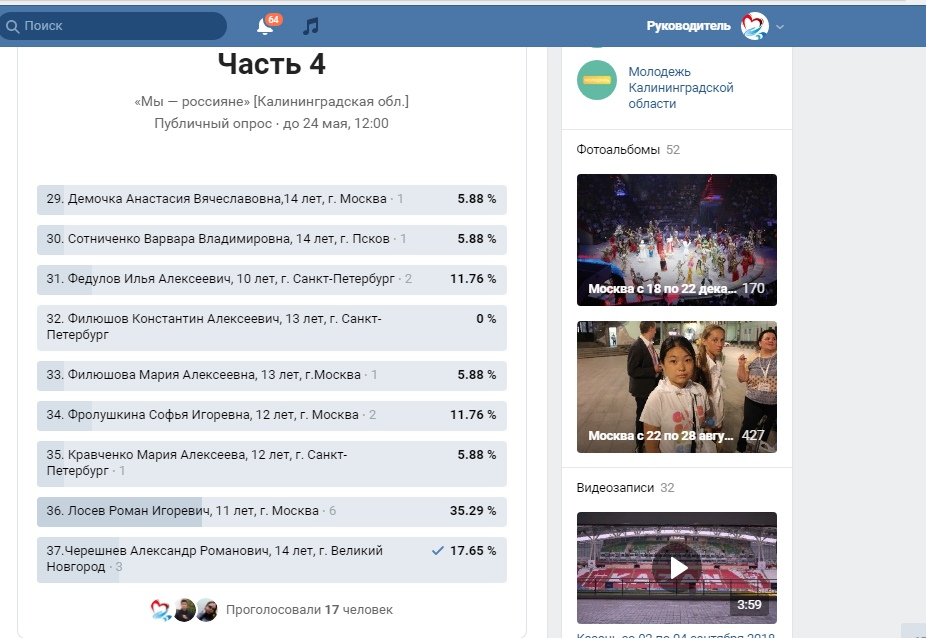 Поиск
64
Руководитель
Часть 4
«Мы — россияне» [Калининградская обл.]
Публичный опрос · до 24 мая, 12:00
29. Демочка Анастасия Вячеславовна,14 лет, г. Москва · 1 5.88 %
30. Сотниченко Варвара Владимировна, 14 лет, г. Псков · 1 5.88 %
31. Федулов Илья Алексеевич, 10 лет, г. Санкт-Петербург · 2 11.76 %
32. Филюшов Константин Алексеевич, 13 лет, г. Санкт- 0 %
Петербург
33. Филюшова Мария Алексеевна, 13 лет, г.Москва · 1 5.88 %
34. Фролушкина Софья Игоревна, 12 лет, г. Москва · 2 11.76 %
35. Кравченко Мария Алексеева, 12 лет, г. Санкт- 5.88 %
Петербург · 1
36. Лосев Роман Игоревич, 11 лет, г. Москва · 6 35.29 %
37.Черешнев Александр Романович, 14 лет, г. Великий 17.65 %
Новгород · 3
Проголосовали 17 человек
Молодежь
Калининградской
области
Фотоальбомы 52
Москва с 18 по 22 дека... 170
Москва с 22 по 28 авгу... 427
Видеозаписи 32
KAZAN
3:59
Казань со 02 по 04 сентября 2018